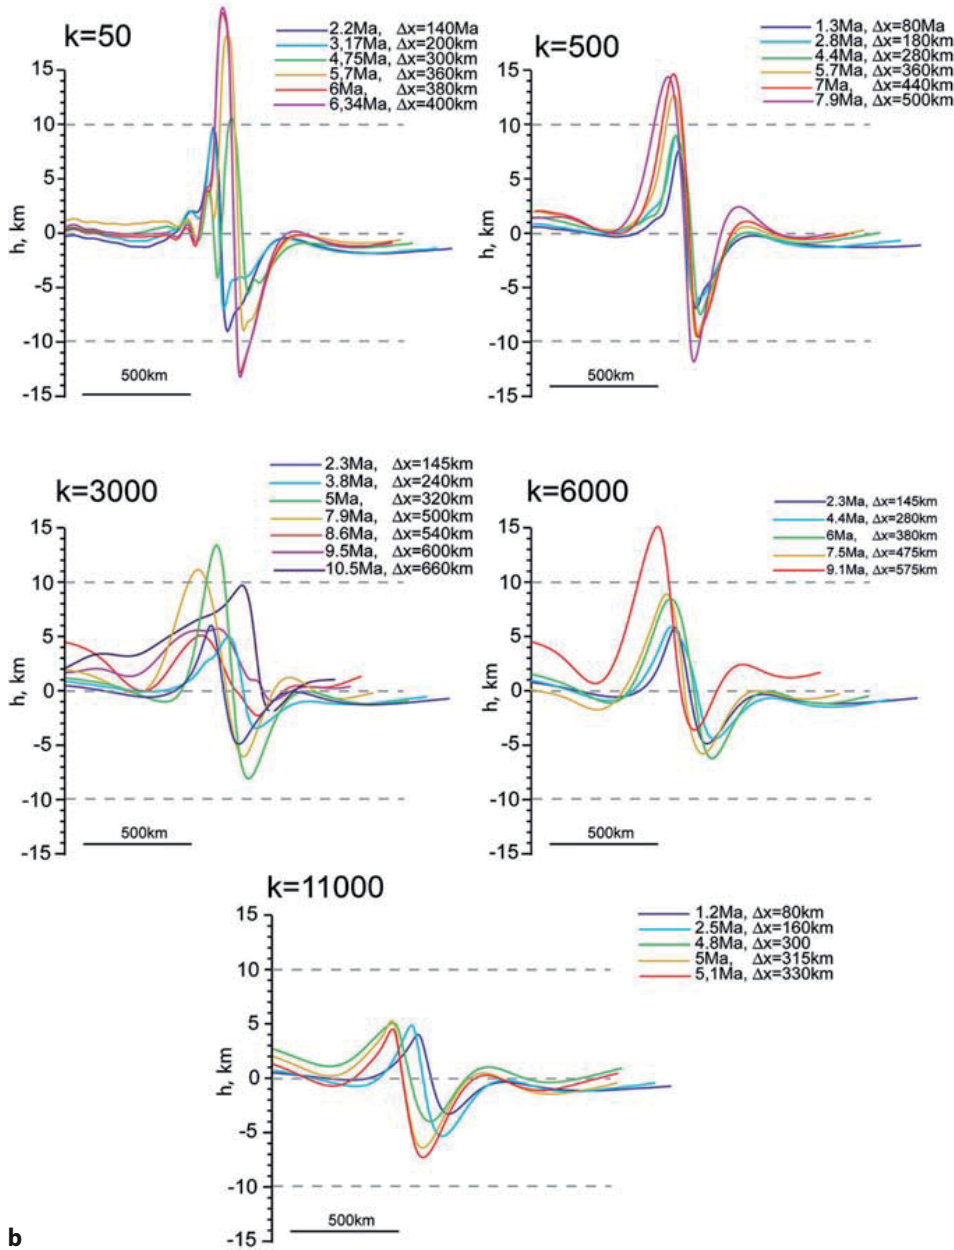 k=50
2.2Ma, Δx=140Ma
3,17Ma, Δx=200km
4,75Ma, Δx=300km
5,7Ma, Δx=360km
6Ma, Δx=380km
6,34Ma, Δx=400km
15
10
5
0
-5
-10
-15
h, km
500km
k=500
1.3Ma, Δx=80Ma
2.8Ma, Δx=180km
4.4Ma, Δx=280km
5.7Ma, Δx=360km
7Ma, Δx=440km
7.9Ma, Δx=500km
15
10
5
0
-5
-10
-15
h, km
500km
k=3000
2.3Ma, Δx=145km
3.8Ma, Δx=240km
5Ma, Δx=320km
7.9Ma, Δx=500km
8.6Ma, Δx=540km
9.5Ma, Δx=600km
10.5Ma, Δx=660km
15
10
5
0
-5
-10
-15
h, km
500km
k=6000
2.3Ma, Δx=145km
4.4Ma, Δx=280km
6Ma, Δx=380km
7.5Ma, Δx=475km
9.1Ma, Δx=575km
15
10
5
0
-5
-10
-15
h, km
500km
k=11000
1.2Ma, Δx=80km
2.5Ma, Δx=160km
4.8Ma, Δx=300
5Ma, Δx=315km
5,1Ma, Δx=330km
15
10
5
0
-5
-10
-15
h, km
500km
b